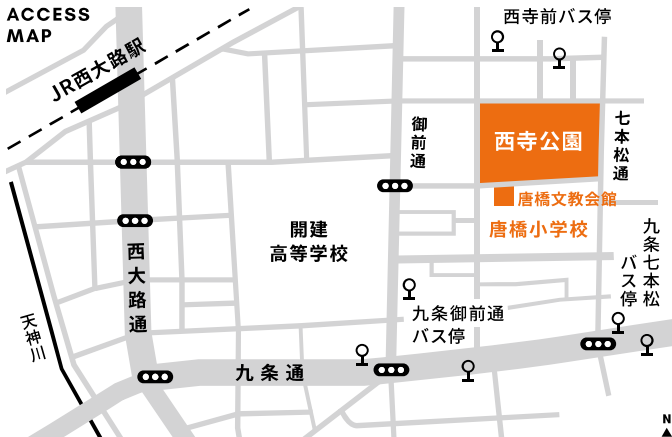 ACCESS
MAP
JR西大路駅
西寺前バス停
御前通
西寺公園
七本松通
唐橋文教会館
唐橋小学校
開建
高等学校
西大路通
九条七本松
バス停
九条御前通
バス停
天神川
九条通
N